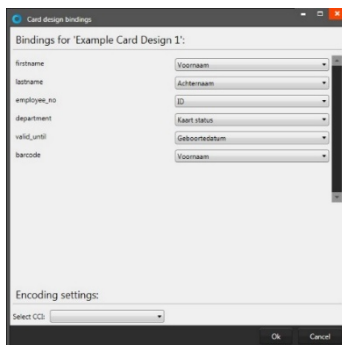 Card design bindings
Bindings for 'Example Card Design 1':
firstname Voornaam
lastname Achternaam
employee_no ID
department Kaart status
valid_until Geboortedatum
barcode Voornaam
Encoding settings:
Select CCI:
Ok Cancel